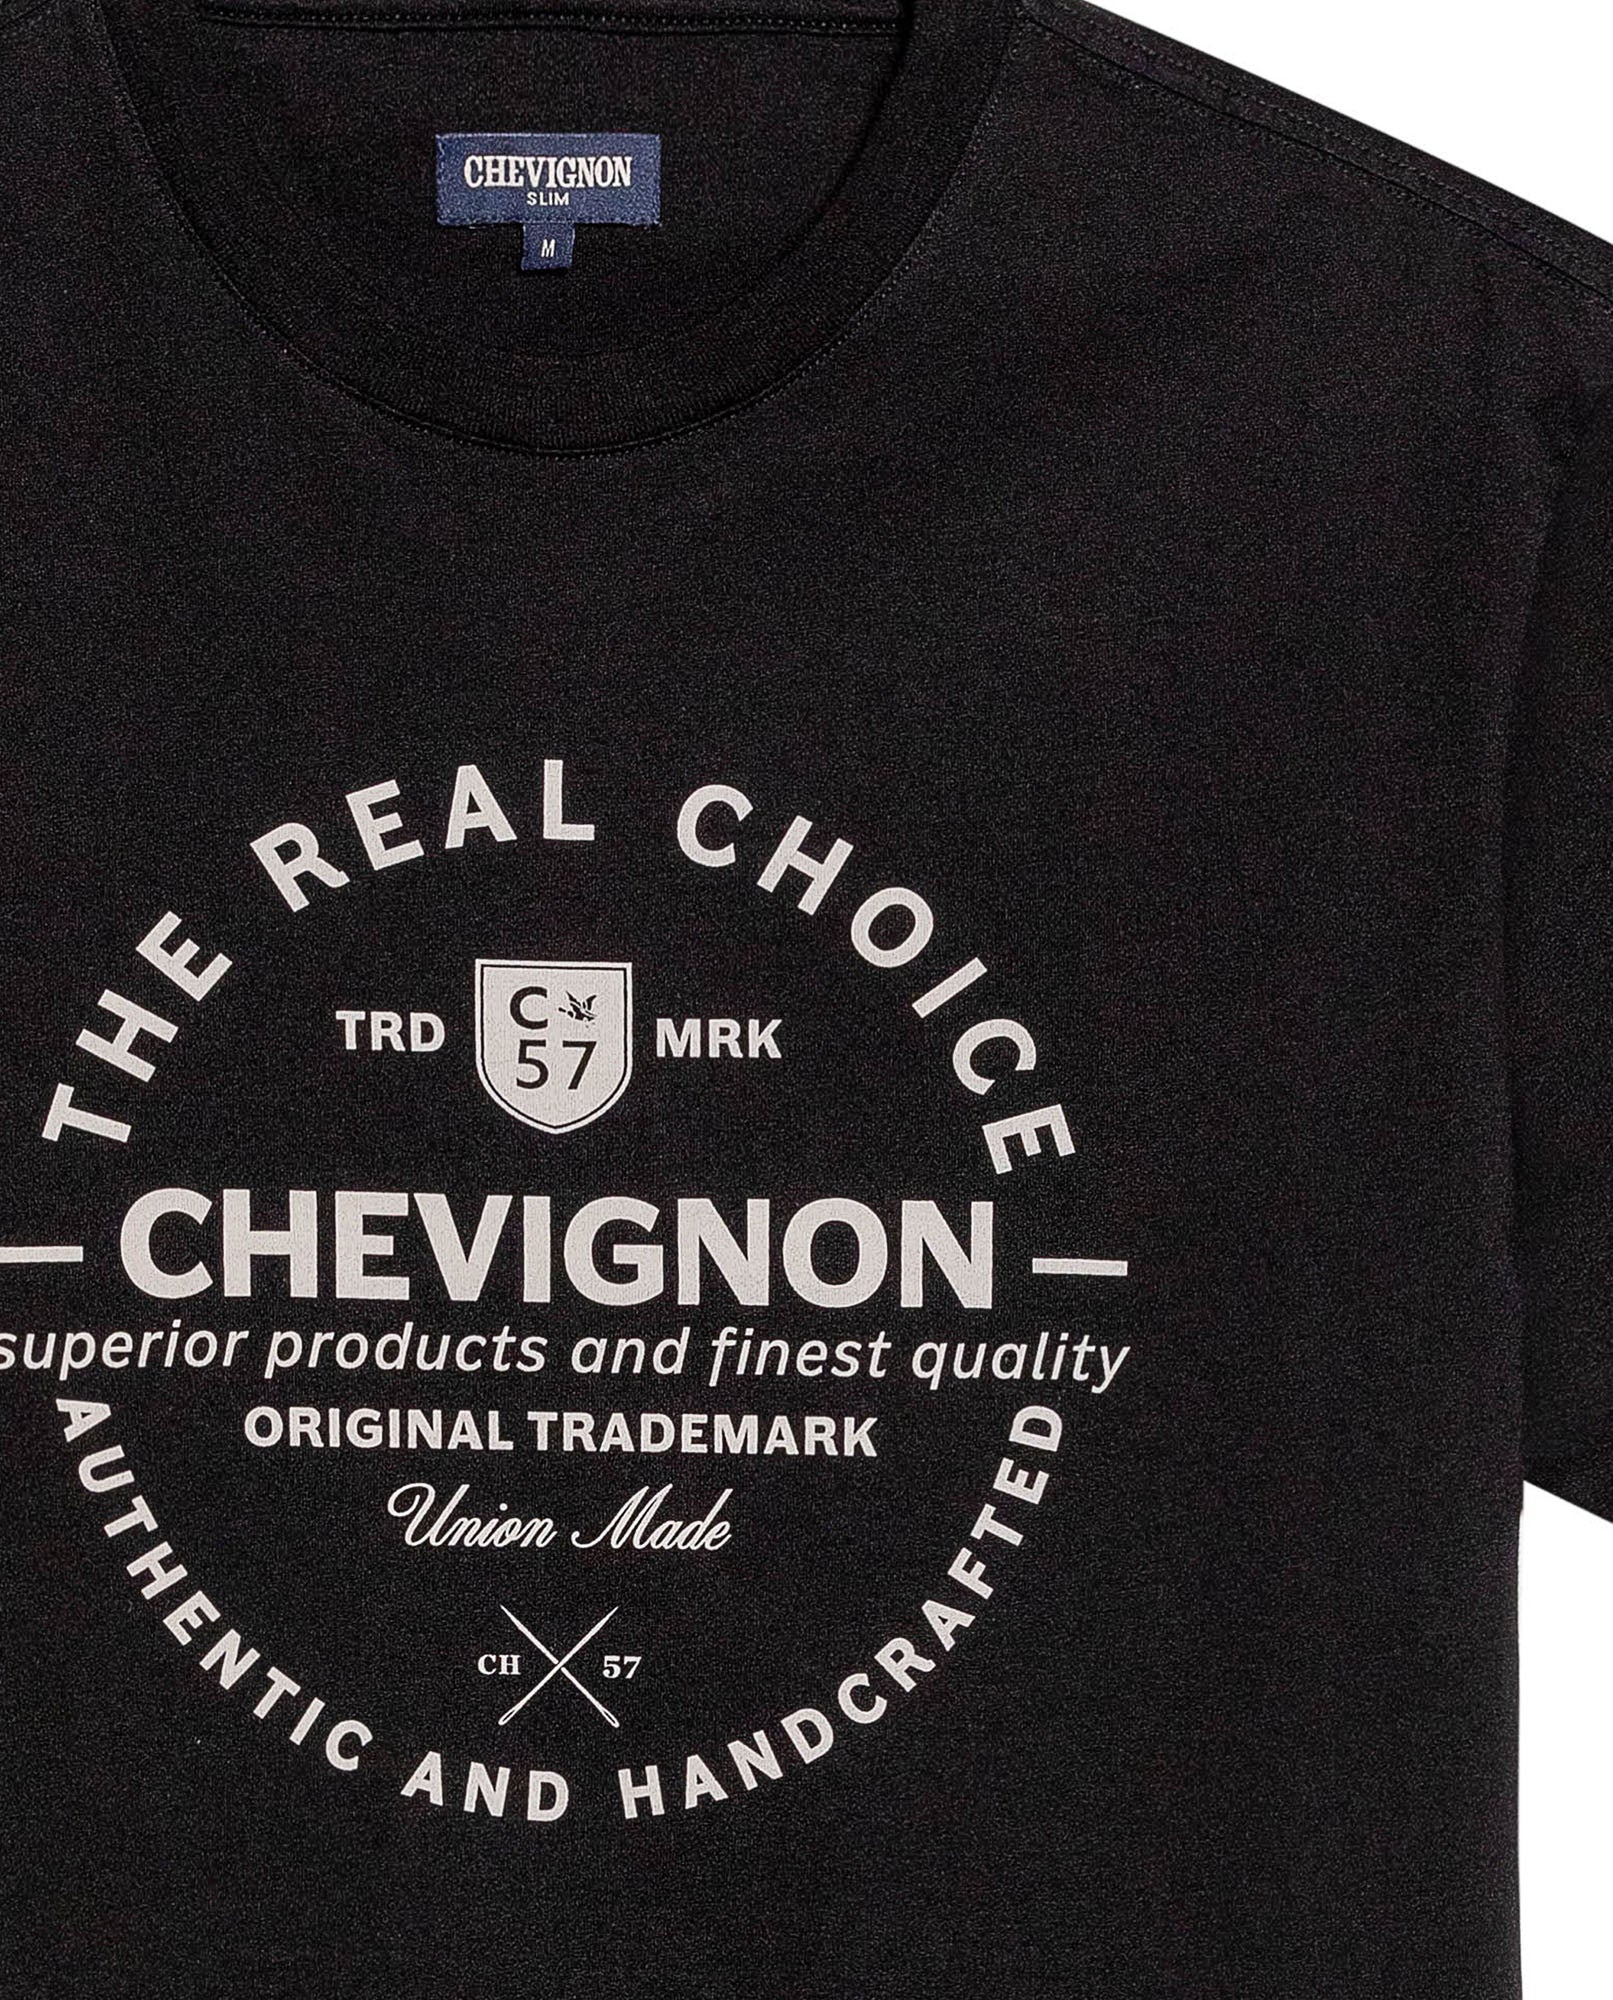 CHEVIGNON
SLIM
M
THE REAL CHOICE
TRD C 57 MRK
— CHEVIGNON —
superior products and finest quality
ORIGINAL TRADEMARK
Union Made
CH 57
AUTHENTIC AND HANDCRAFTED